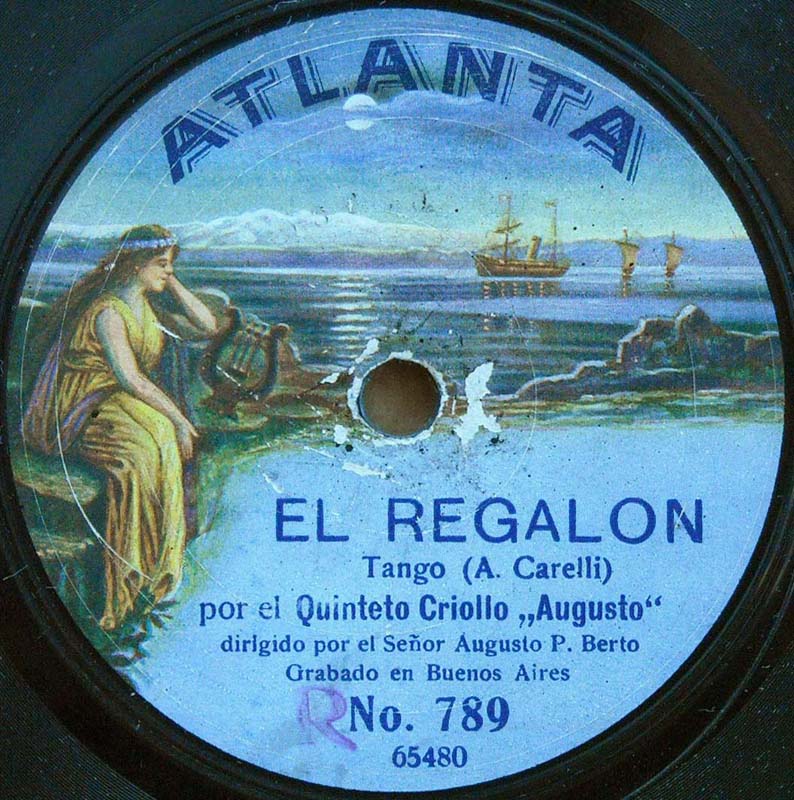 ATLANTA
EL REGALON
Tango (A. Carelli)
por el Quinteto Criollo „Augusto“
dirigido por el Señor Augusto P. Berto
Grabado en Buenos Aires
R No. 789
65480